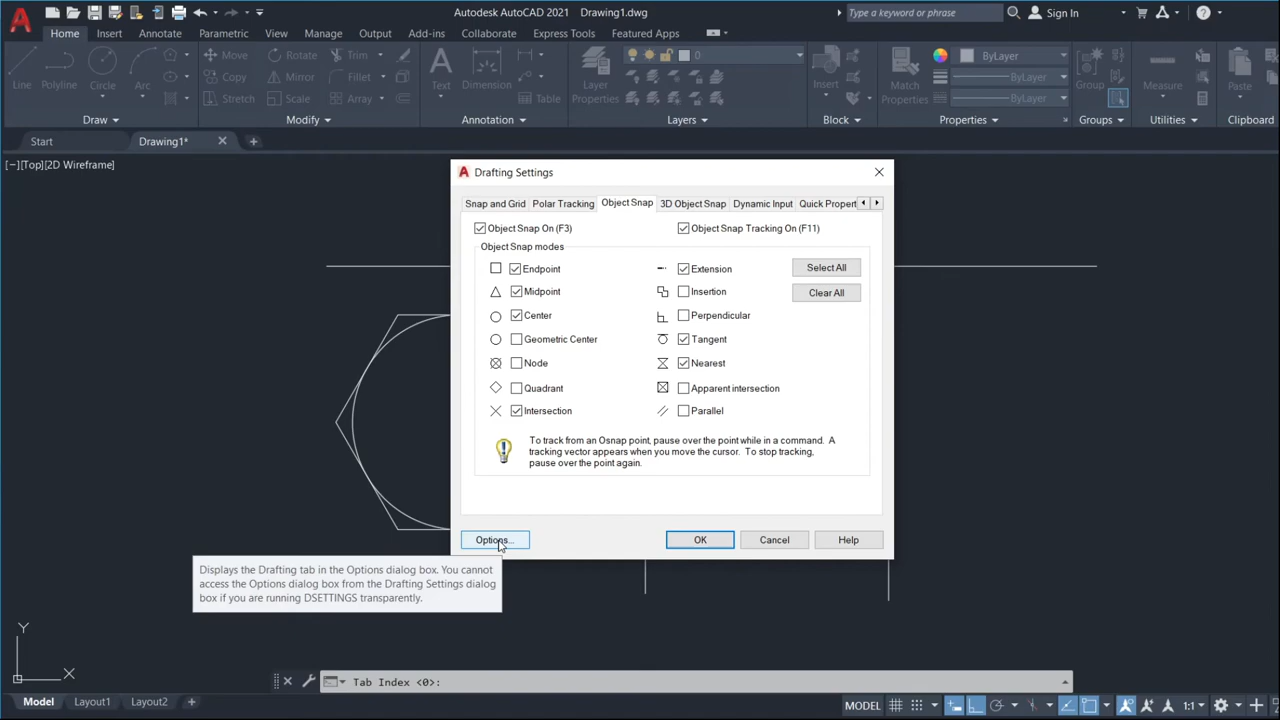 Autodesk AutoCAD 2021 Drawing1.dwg
Type a keyword or phrase
Sign In
Home Insert Annotate Parametric View Manage Output Add-ins Collaborate Express Tools Featured Apps
Line Polyline Circle Arc
Move Rotate Trim
Copy Mirror Fillet
Stretch Scale Array
Text Dimension
Table
Layer Properties
0
Insert
Match Properties
ByLayer
ByLayer
ByLayer
Group
Measure
Paste
Draw Modify Annotation Layers Block Properties Groups Utilities Clipboard
Start Drawing1*
[−][Top][2D Wireframe]
Drafting Settings
Snap and Grid Polar Tracking Object Snap 3D Object Snap Dynamic Input Quick Propert
Object Snap On (F3) Object Snap Tracking On (F11)
Object Snap modes
Endpoint Extension Select All
Midpoint Insertion Clear All
Center Perpendicular
Geometric Center Tangent
Node Nearest
Quadrant Apparent intersection
Intersection Parallel
To track from an Osnap point, pause over the point while in a command. A
tracking vector appears when you move the cursor. To stop tracking,
pause over the point again.
Options... OK Cancel Help
Displays the Drafting tab in the Options dialog box. You cannot
access the Options dialog box from the Drafting Settings dialog
box if you are running DSETTINGS transparently.
Y
X
Tab Index <0>:
Model Layout1 Layout2
MODEL 1:1